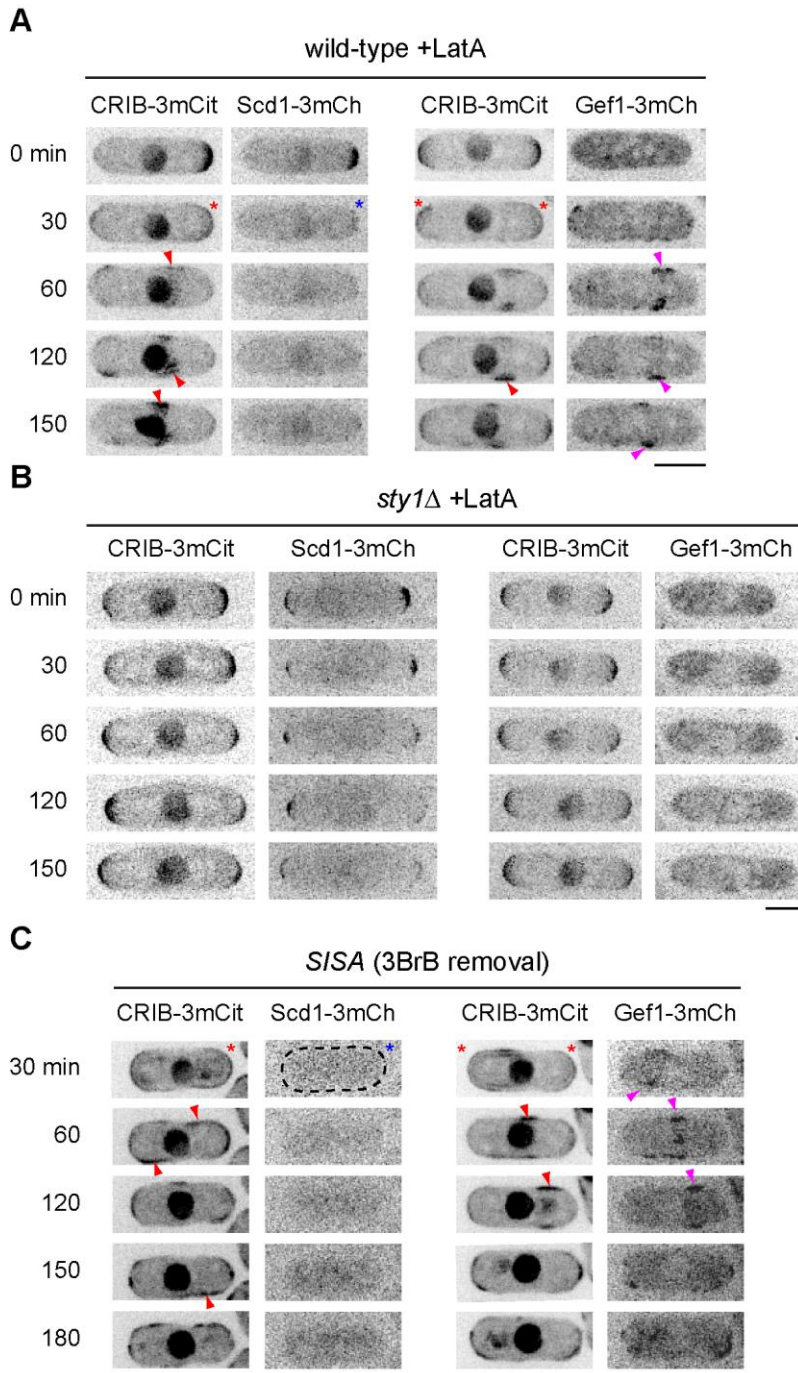 A
wild-type +LatA
CRIB-3mCit Scd1-3mCh CRIB-3mCit Gef1-3mCh
0 min
* * * *
30
60
120
150
B
sty1Δ +LatA
CRIB-3mCit Scd1-3mCh CRIB-3mCit Gef1-3mCh
0 min
30
60
120
150
C
SISA (3BrB removal)
CRIB-3mCit Scd1-3mCh CRIB-3mCit Gef1-3mCh
* * * *
30 min
60
120
150
180